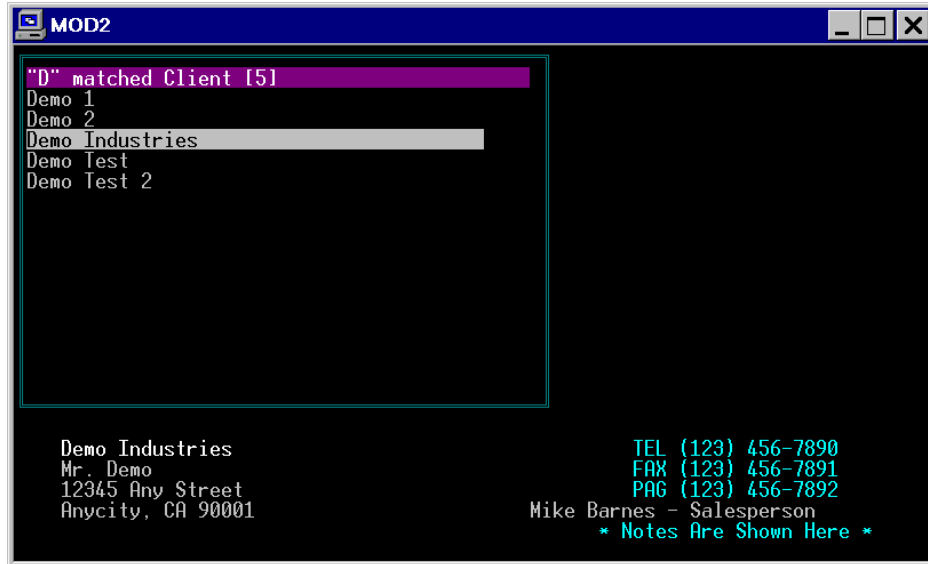 MOD2
"D" matched Client [5]
Demo 1
Demo 2
Demo Industries
Demo Test
Demo Test 2
Demo Industries
Mr. Demo
12345 Any Street
Anycity, CA 90001
TEL (123) 456-7890
FAX (123) 456-7891
PAG (123) 456-7892
Mike Barnes - Salesperson
* Notes Are Shown Here *